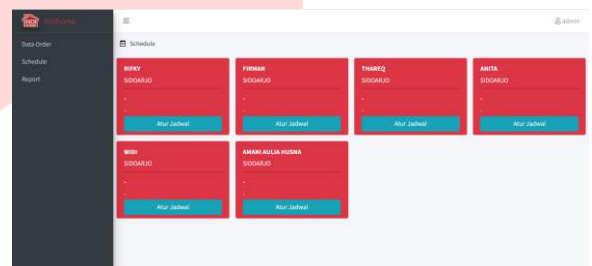 Indihome
admin
Data Order
Schedule
Report
Schedule
RIFKY
SIDOARJO
-
-
Atur Jadwal
FIRMAN
SIDOARJO
-
-
Atur Jadwal
THAREQ
SIDOARJO
-
-
Atur Jadwal
ANITA
SIDOARJO
-
-
Atur Jadwal
WIDI
SIDOARJO
-
-
Atur Jadwal
AMANI AULIA HUSNA
SIDOARJO
-
-
Atur Jadwal